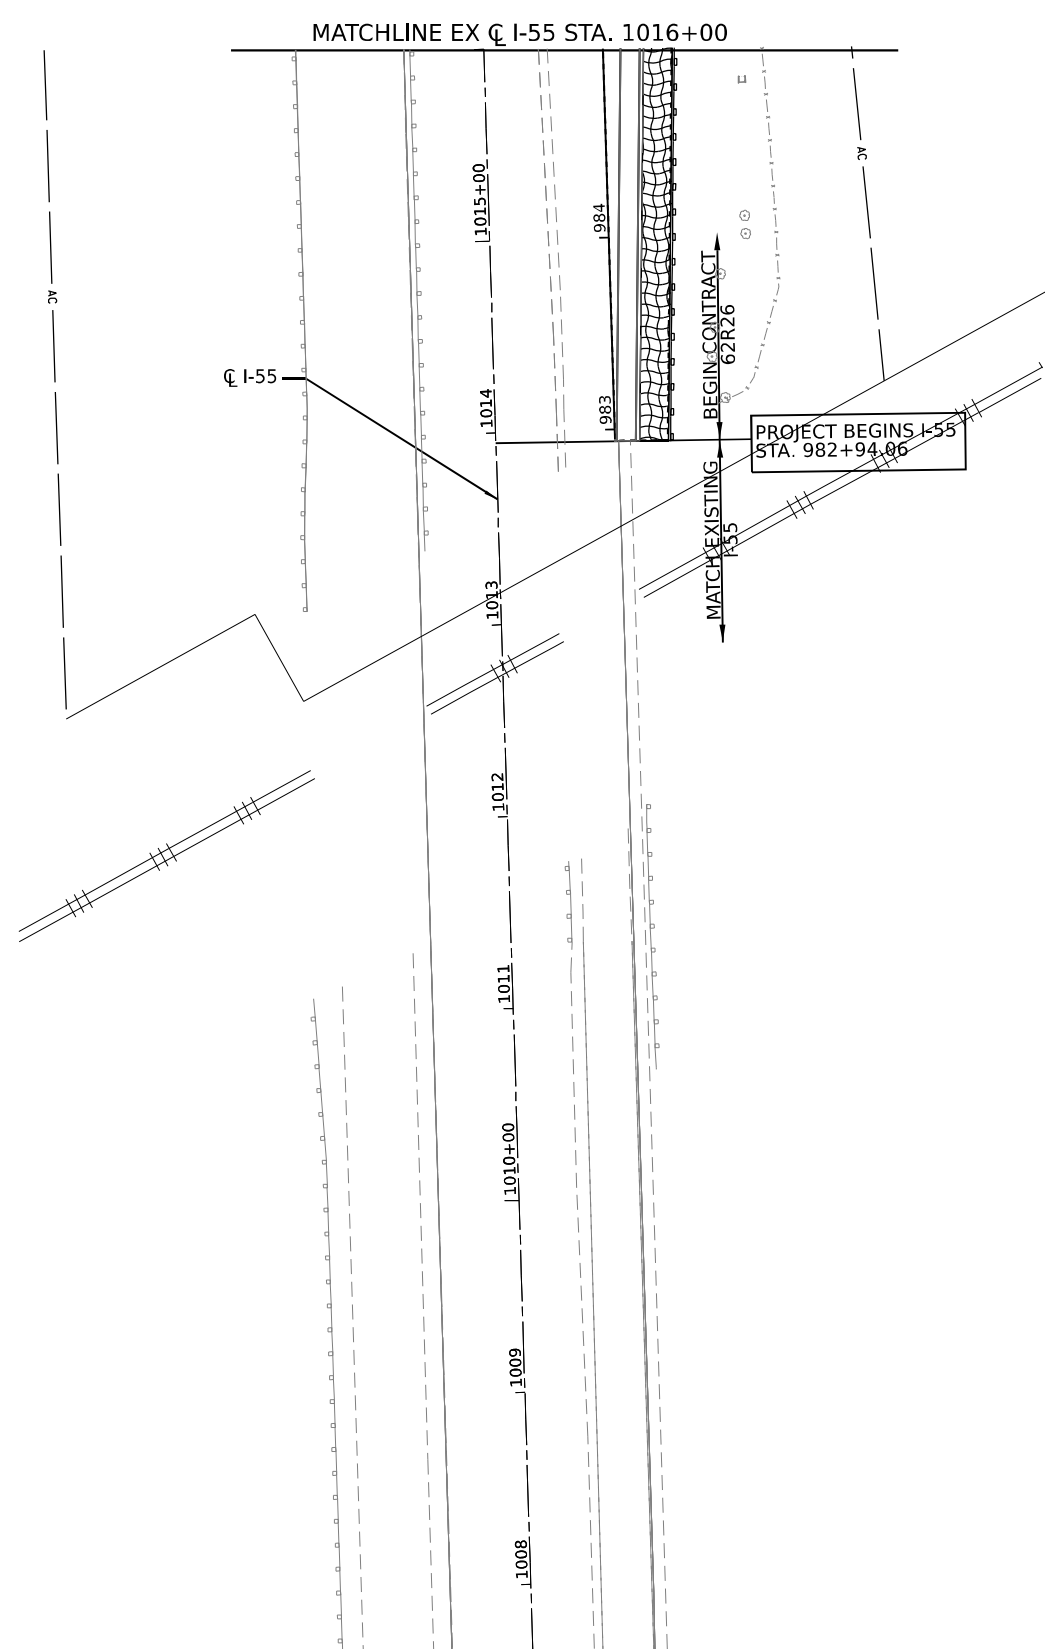 MATCHLINE EX ℄ I-55 STA. 1016+00
AC
1015+00
984
BEGIN CONTRACT
62R26
AC
℄ I-55
1014
983
PROJECT BEGINS I-55
STA. 982+94.06
MATCH EXISTING
I-55
1013
1012
1011
1010+00
1009
1008